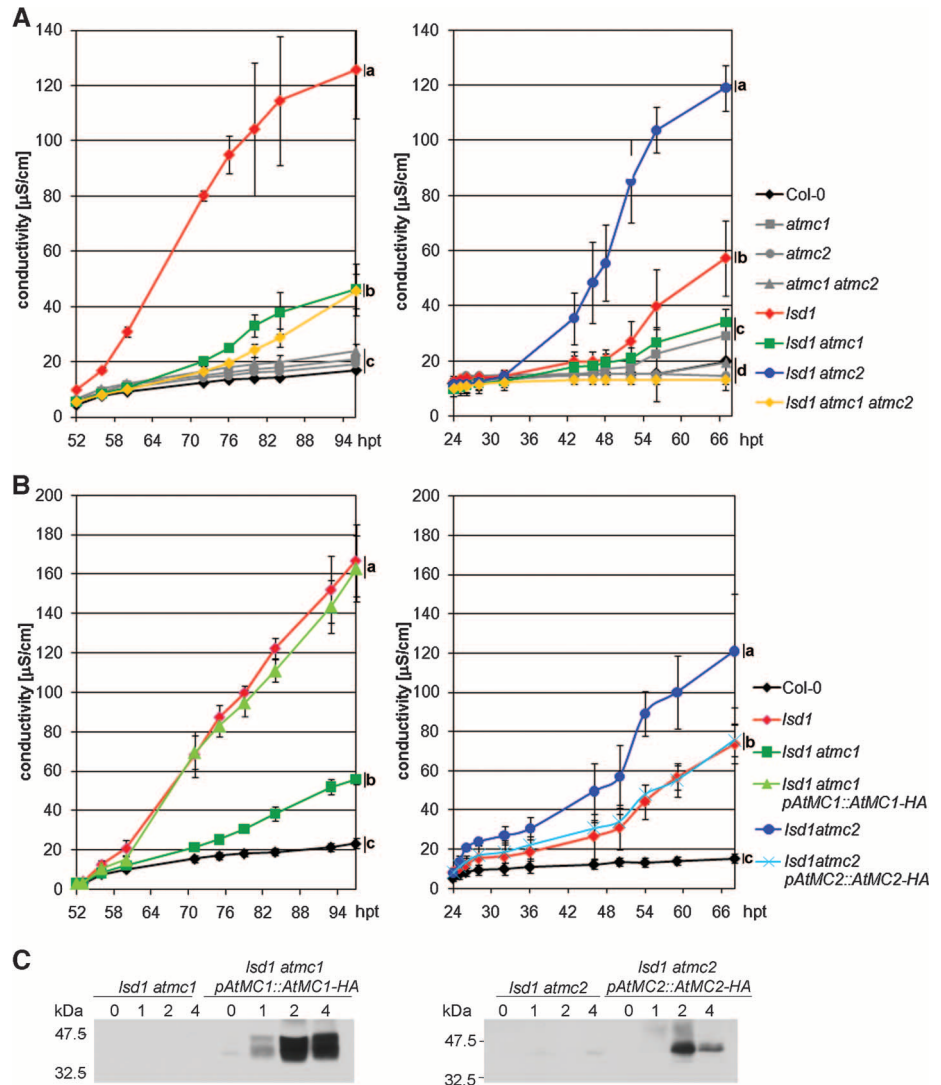 A
conductivity [µS/cm]
140
120
100
80
60
40
20
0
52 58 64 70 76 82 88 94 hpt
a
b
c
conductivity [µS/cm]
140
120
100
80
60
40
20
0
24 30 36 42 48 54 60 66 hpt
a
b
c
d
Col-0
atmc1
atmc2
atmc1 atmc2
lsd1
lsd1 atmc1
lsd1 atmc2
lsd1 atmc1 atmc2
B
conductivity [µS/cm]
200
180
160
140
120
100
80
60
40
20
0
52 58 64 70 76 82 88 94 hpt
a
b
c
conductivity [µS/cm]
200
180
160
140
120
100
80
60
40
20
0
24 30 36 42 48 54 60 66 hpt
a
b
c
Col-0
lsd1
lsd1 atmc1
lsd1 atmc1
pAtMC1::AtMC1-HA
lsd1atmc2
lsd1atmc2
pAtMC2::AtMC2-HA
C
lsd1 atmc1
lsd1 atmc1 pAtMC1::AtMC1-HA
kDa 0 1 2 4 0 1 2 4
47.5
32.5
lsd1 atmc2
lsd1 atmc2 pAtMC2::AtMC2-HA
kDa 0 1 2 4 0 1 2 4
47.5
32.5